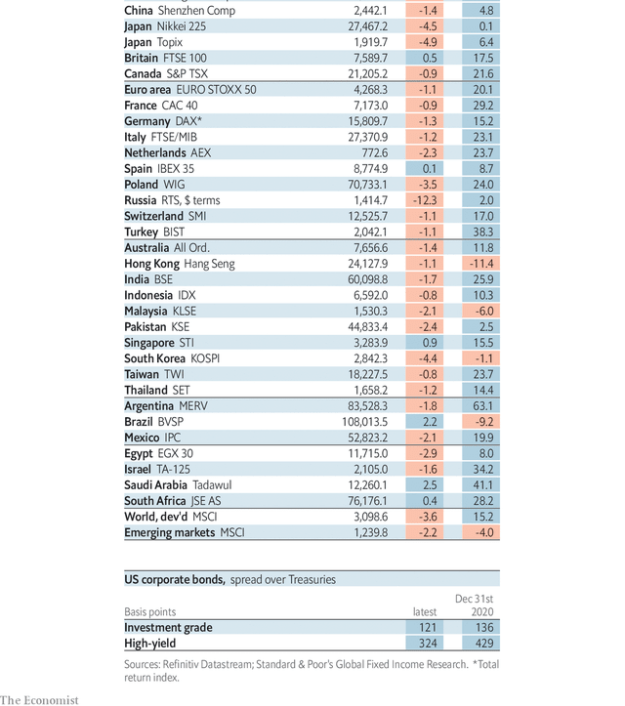 China Shenzhen Comp 2,442.1 -1.4 4.8
Japan Nikkei 225 27,467.2 -4.5 0.1
Japan Topix 1,919.7 -4.9 6.4
Britain FTSE 100 7,589.7 0.5 17.5
Canada S&P TSX 21,205.2 -0.9 21.6
Euro area EURO STOXX 50 4,268.3 -1.1 20.1
France CAC 40 7,173.0 -0.9 29.2
Germany DAX* 15,809.7 -1.3 15.2
Italy FTSE/MIB 27,370.9 -1.2 23.1
Netherlands AEX 772.6 -2.3 23.7
Spain IBEX 35 8,774.9 0.1 8.7
Poland WIG 70,733.1 -3.5 24.0
Russia RTS, $ terms 1,414.7 -12.3 2.0
Switzerland SMI 12,525.7 -1.1 17.0
Turkey BIST 2,042.1 -1.1 38.3
Australia All Ord. 7,656.6 -1.4 11.8
Hong Kong Hang Seng 24,127.9 -1.1 -11.4
India BSE 60,098.8 -1.7 25.9
Indonesia IDX 6,592.0 -0.8 10.3
Malaysia KLSE 1,530.3 -2.1 -6.0
Pakistan KSE 44,833.4 -2.4 2.5
Singapore STI 3,283.9 0.9 15.5
South Korea KOSPI 2,842.3 -4.4 -1.1
Taiwan TWI 18,227.5 -0.8 23.7
Thailand SET 1,658.2 -1.2 14.4
Argentina MERV 83,528.3 -1.8 63.1
Brazil BVSP 108,013.5 2.2 -9.2
Mexico IPC 52,823.2 -2.1 19.9
Egypt EGX 30 11,715.0 -2.9 8.0
Israel TA-125 2,105.0 -1.6 34.2
Saudi Arabia Tadawul 12,260.1 2.5 41.1
South Africa JSE AS 76,176.1 0.4 28.2
World, dev'd MSCI 3,098.6 -3.6 15.2
Emerging markets MSCI 1,239.8 -2.2 -4.0
US corporate bonds, spread over Treasuries
Dec 31st
Basis points latest 2020
Investment grade 121 136
High-yield 324 429
Sources: Refinitiv Datastream; Standard & Poor's Global Fixed Income Research. *Total
return index.
The Economist